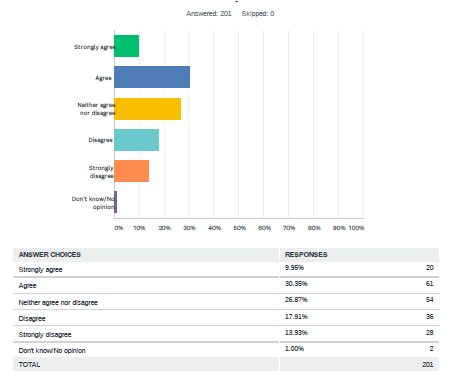 Answered: 201 Skipped: 0
Strongly agree
Agree
Neither agree
nor disagree
Disagree
Strongly
disagree
Don't know/No
opinion
0% 10% 20% 30% 40% 50% 60% 70% 80% 90% 100%
ANSWER CHOICES RESPONSES
Strongly agree 9.95% 20
Agree 30.35% 61
Neither agree nor disagree 26.87% 54
Disagree 17.91% 36
Strongly disagree 13.93% 28
Don't know/No opinion 1.00% 2
TOTAL 201